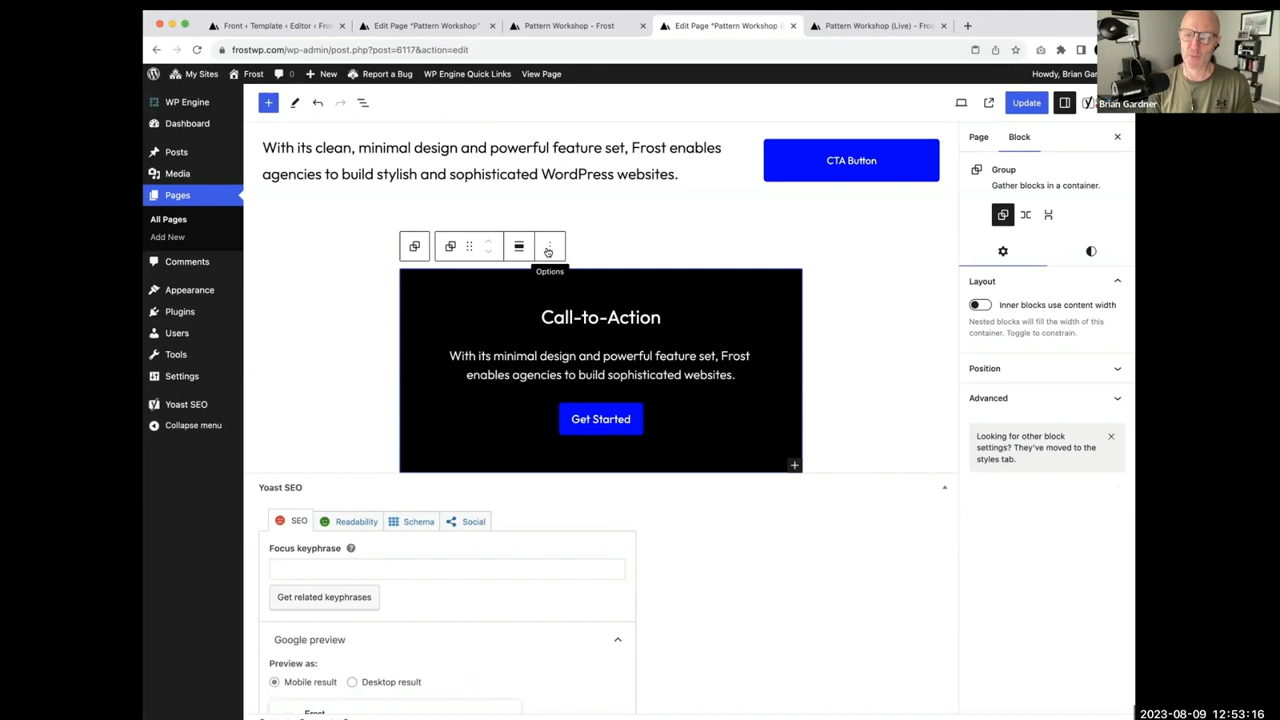 Front ‹ Template ‹ Editor ‹ Fro
Edit Page "Pattern Workshop"
Pattern Workshop - Frost
Edit Page "Pattern Workshop (
Pattern Workshop (Live) - Fro
frostwp.com/wp-admin/post.php?post=6117&action=edit
My Sites
Frost
0
New
Report a Bug
WP Engine Quick Links
View Page
Howdy, Brian Gar
Brian Gardner
WP Engine
Dashboard
Posts
Media
Pages
All Pages
Add New
Comments
Appearance
Plugins
Users
Tools
Settings
Yoast SEO
Collapse menu
Update
With its clean, minimal design and powerful feature set, Frost enables
agencies to build stylish and sophisticated WordPress websites.
CTA Button
Options
Call-to-Action
With its minimal design and powerful feature set, Frost
enables agencies to build sophisticated websites.
Get Started
Yoast SEO
SEO
Readability
Schema
Social
Focus keyphrase
Get related keyphrases
Google preview
Preview as:
Mobile result
Desktop result
Frost
Page
Block
Group
Gather blocks in a container.
Layout
Inner blocks use content width
Nested blocks will fill the width of this
container. Toggle to constrain.
Position
Advanced
Looking for other block
settings? They've moved to the
styles tab.
2023-08-09 12:53:16